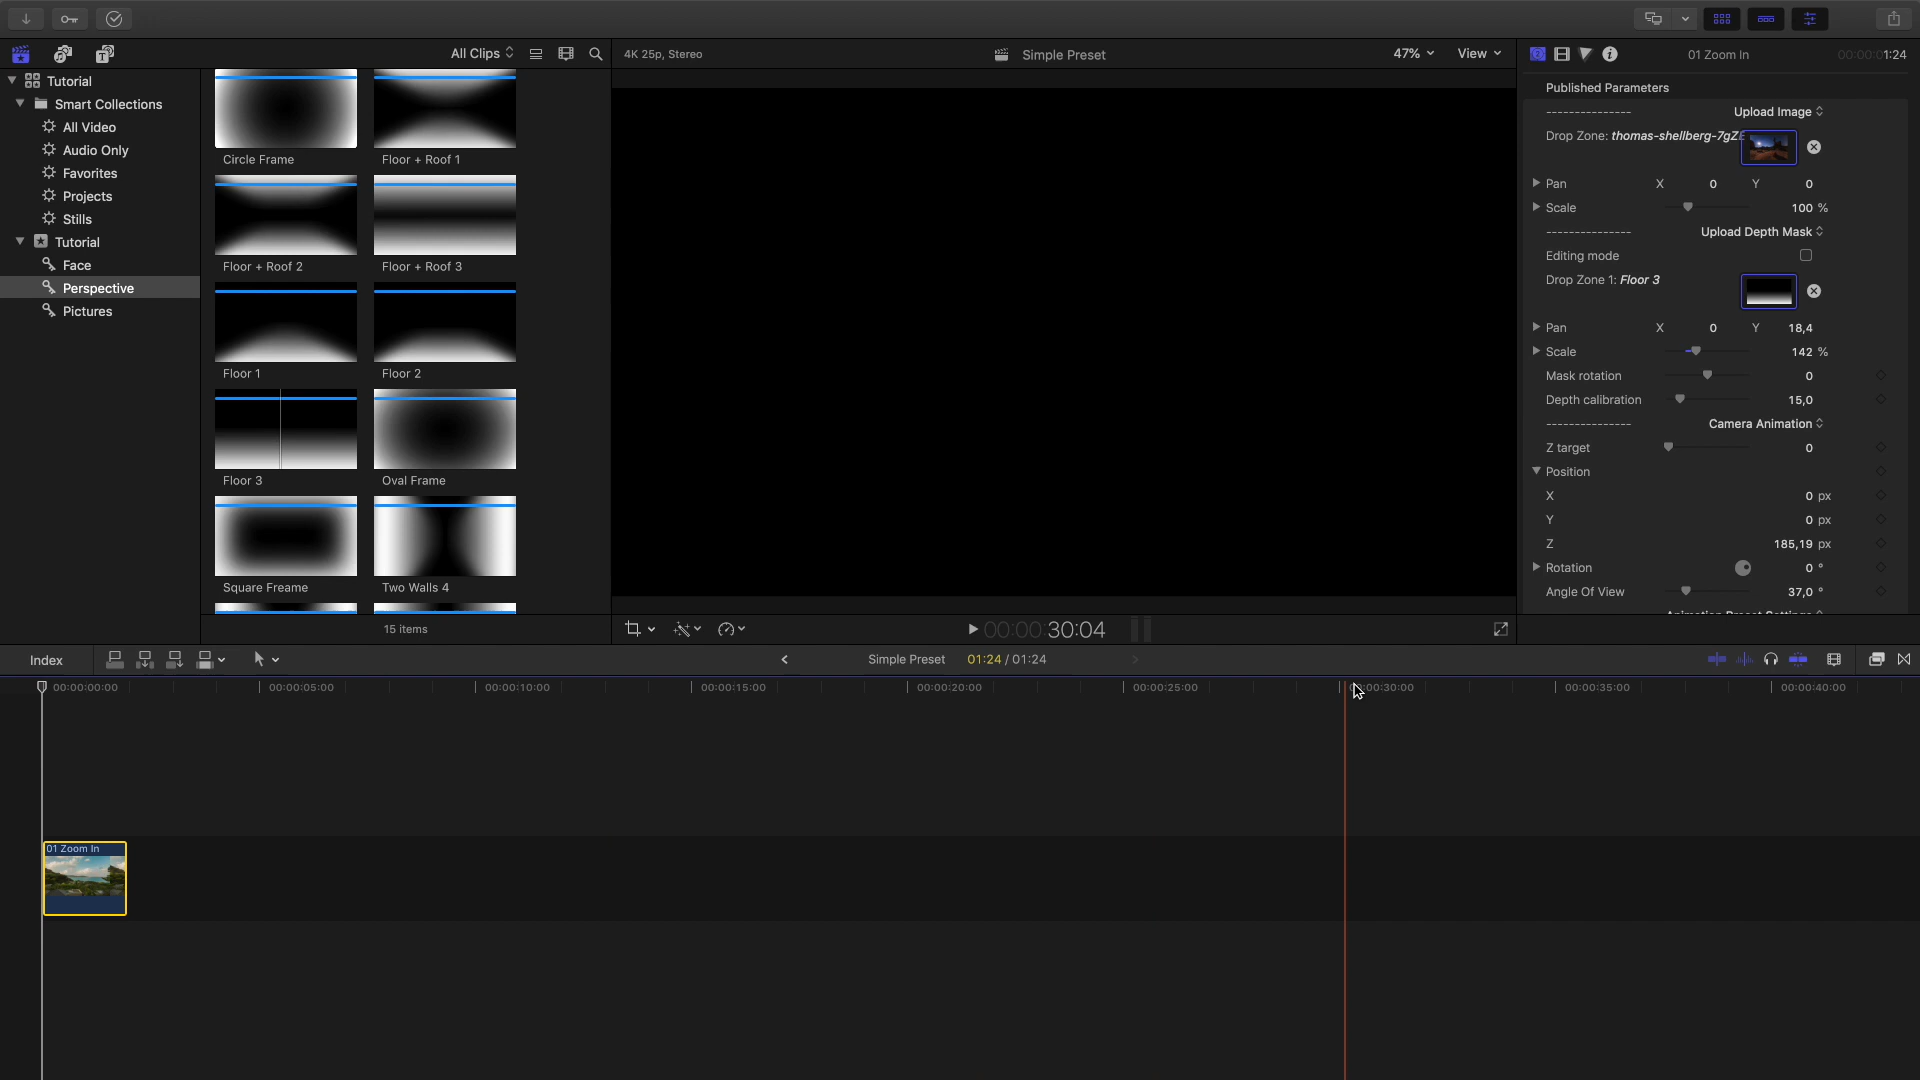 All Clips
4K 25p, Stereo
Simple Preset
47%
View
01 Zoom In
00:00:01:24
Tutorial
Smart Collections
All Video
Audio Only
Favorites
Projects
Stills
Tutorial
Face
Perspective
Pictures
Circle Frame
Floor + Roof 1
Floor + Roof 2
Floor + Roof 3
Floor 1
Floor 2
Floor 3
Oval Frame
Square Freame
Two Walls 4
15 items
Published Parameters
--------------- Upload Image
Drop Zone: thomas-shellberg-7gZ
Pan X 0 Y 0
Scale 100 %
--------------- Upload Depth Mask
Editing mode
Drop Zone 1: Floor 3
Pan X 0 Y 18,4
Scale 142 %
Mask rotation 0
Depth calibration 15,0
--------------- Camera Animation
Z target 0
Position
X 0 px
Y 0 px
Z 185,19 px
Rotation 0 °
Angle Of View 37,0 °
Animation Preset Settings
00:00:30:04
Index
Simple Preset 01:24 / 01:24
00:00:00:00
00:00:05:00
00:00:10:00
00:00:15:00
00:00:20:00
00:00:25:00
00:00:30:00
00:00:35:00
00:00:40:00
01 Zoom In